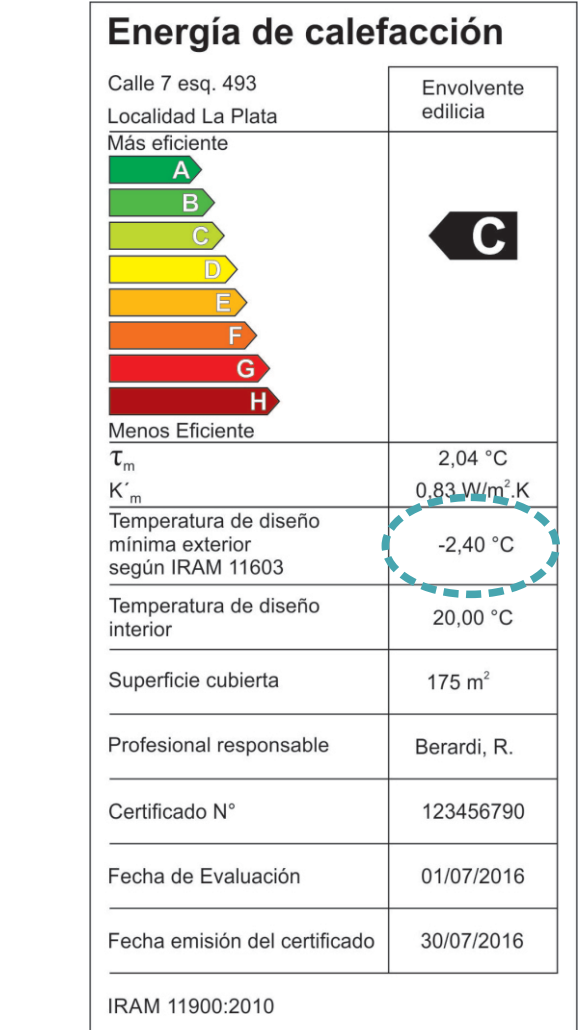 Energía de calefacción
Calle 7 esq. 493
Localidad La Plata
Envolvente
edilicia
Más eficiente
A
B
C
D
E
F
G
H
C
Menos Eficiente
τm 2,04 °C
K´m 0,83 W/m².K
Temperatura de diseño
mínima exterior
según IRAM 11603
-2,40 °C
Temperatura de diseño
interior
20,00 °C
Superficie cubierta 175 m²
Profesional responsable Berardi, R.
Certificado N° 123456790
Fecha de Evaluación 01/07/2016
Fecha emisión del certificado 30/07/2016
IRAM 11900:2010